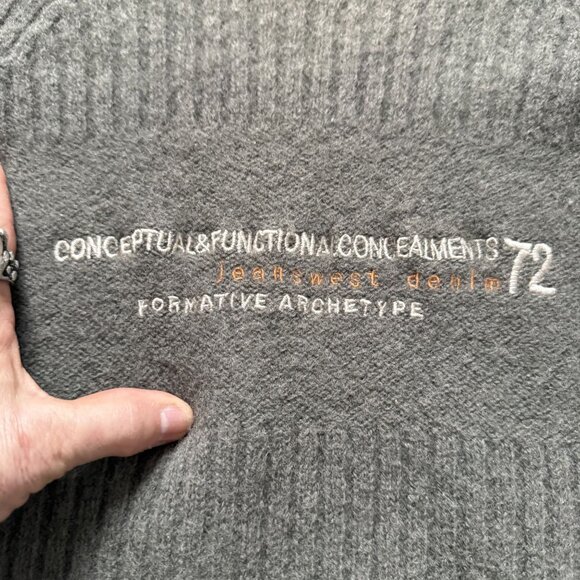 CONCEPTUAL&FUNCTIONALCONCEALMENTS 72
jeanswest denim
FORMATIVE ARCHETYPE